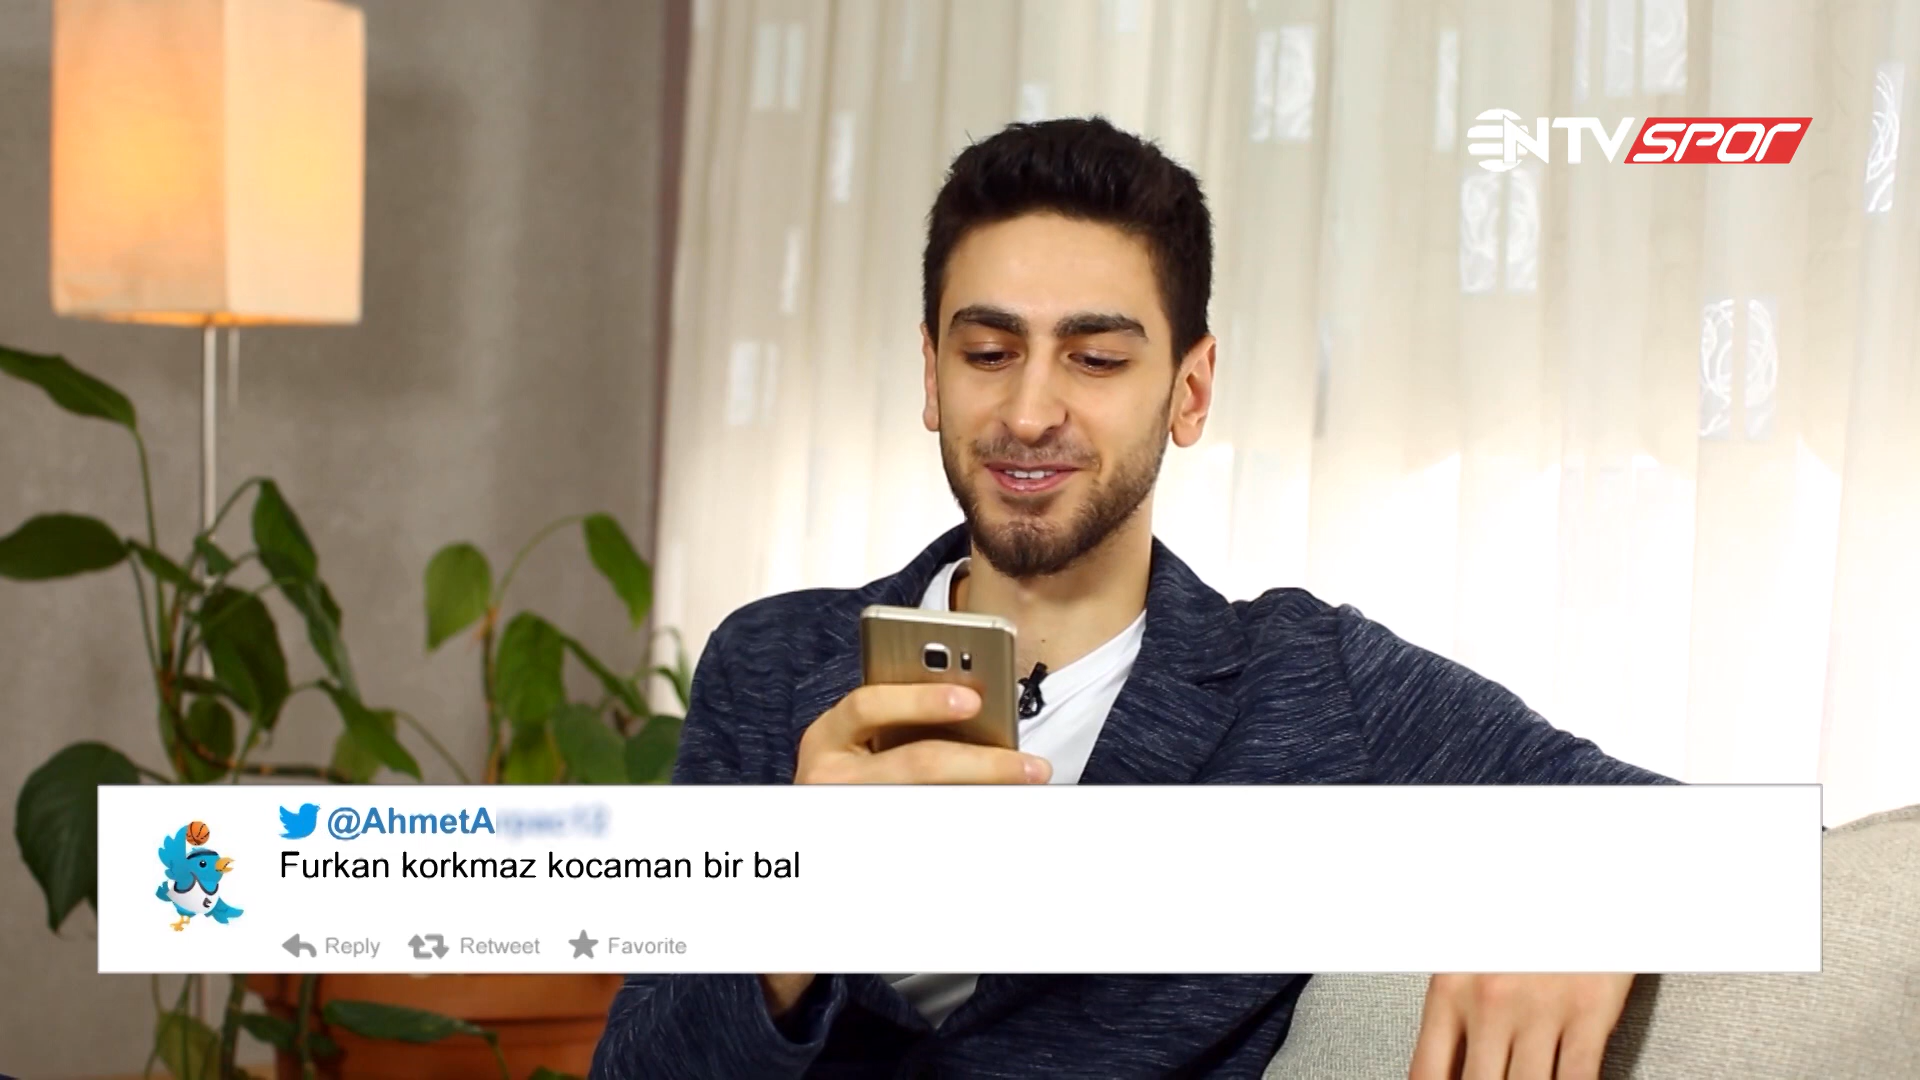 NTVSPOR
@AhmetA
Furkan korkmaz kocaman bir bal
Reply Retweet Favorite